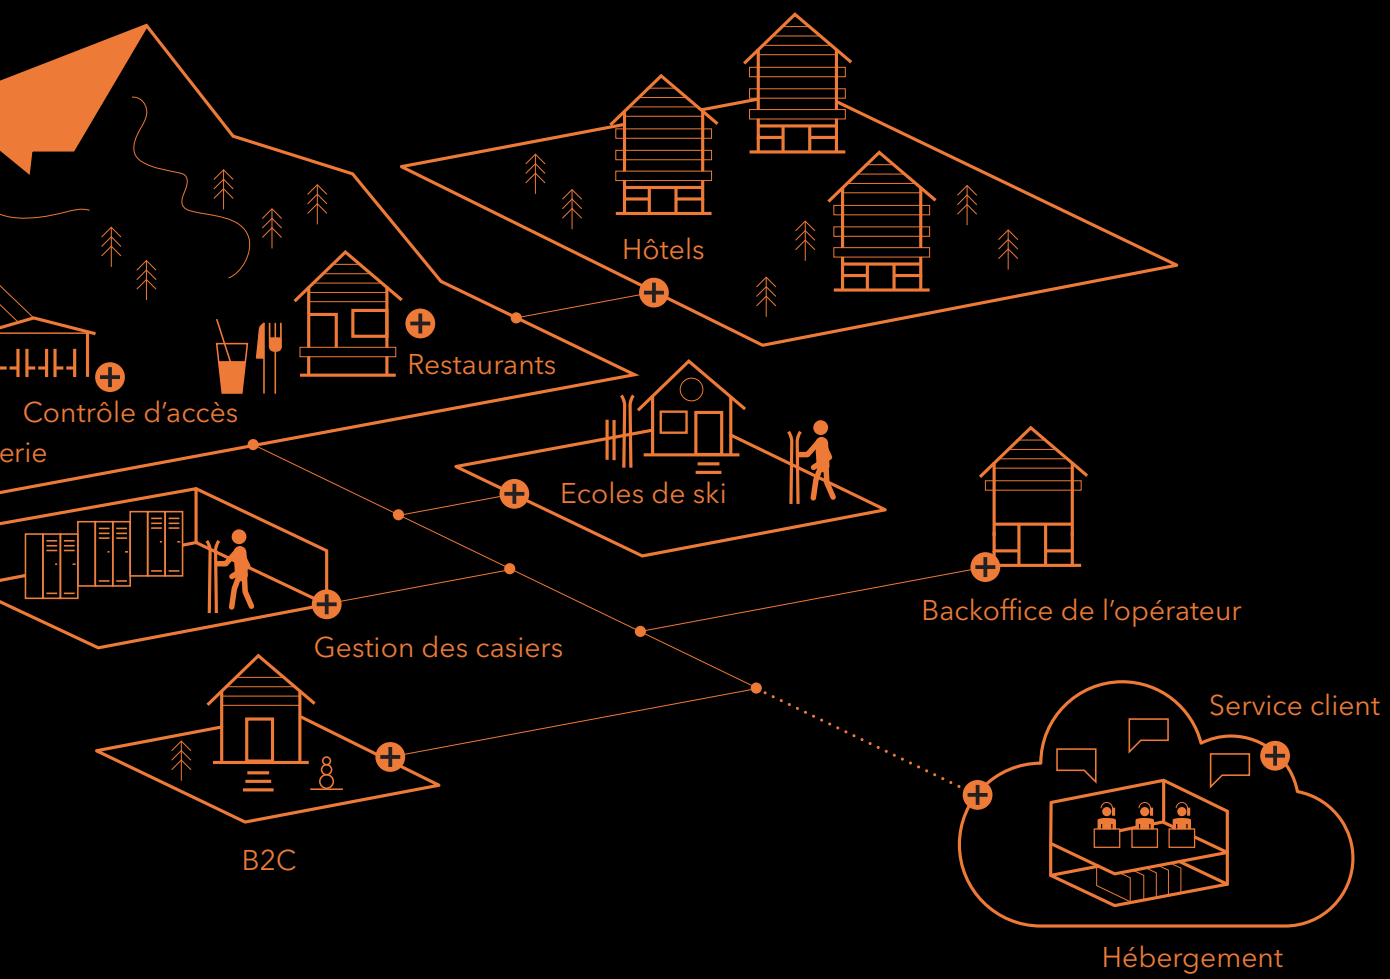 Hôtels
Restaurants
Contrôle d'accès
erie
Ecoles de ski
Backoffice de l'opérateur
Gestion des casiers
Service client
B2C
Hébergement